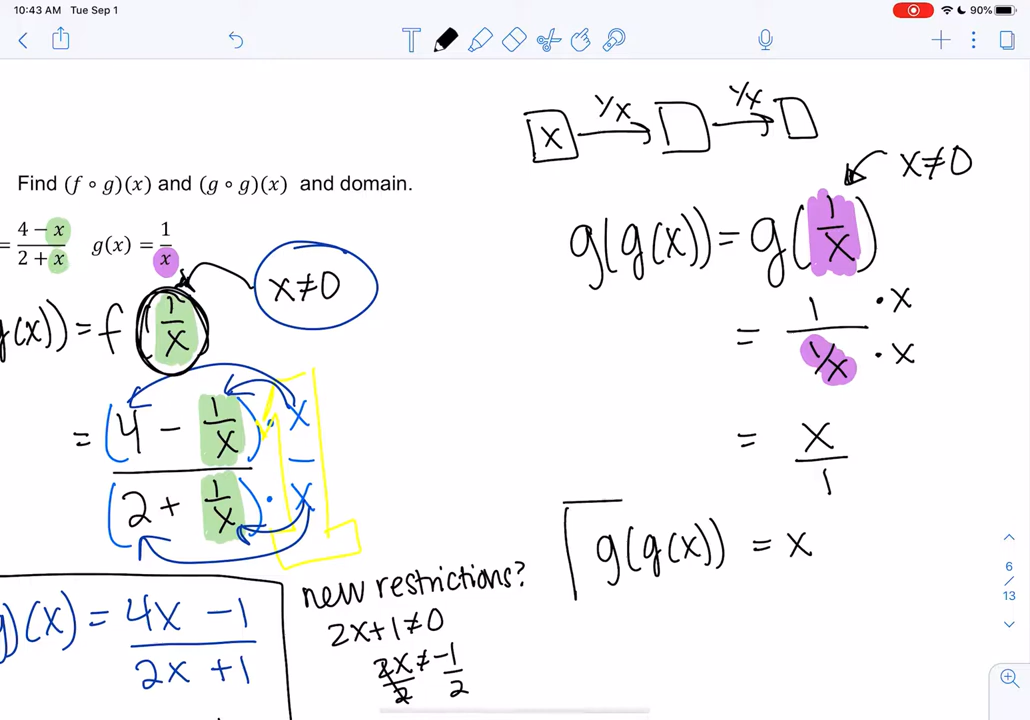 10:43 AM Tue Sep 1
90%
T
Find (f ∘ g)(x) and (g ∘ g)(x) and domain.
= 4 − x / 2 + x    g(x) = 1 / x
x≠0
g(x)) = f(1/x)
= (4 − 1/x) · x
(2 + 1/x) · x
g)(x) = 4x − 1 / 2x + 1
new restrictions?
2x+1≠0
2x≠-1
2 2
x 1/x 1/x
x≠0
g(g(x)) = g(1/x)
= 1 · x
1/x · x
= x / 1
g(g(x)) = x
6
/
13